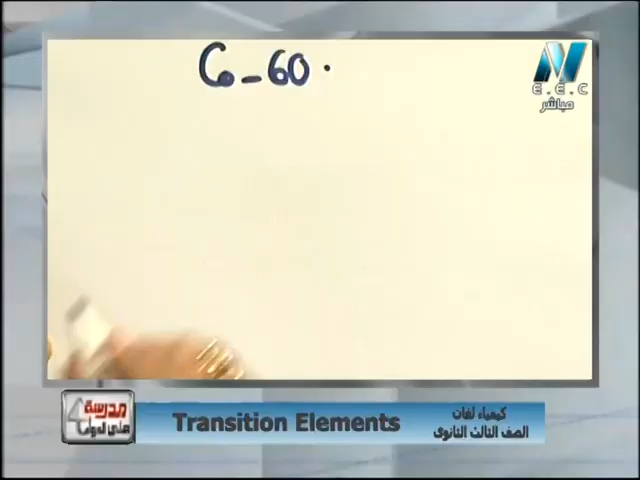 Co - 60 .
E . E . C
مباشر
مدرسة
على الهواء
Transition Elements
كيمياء لغات
الصف الثالث الثانوى